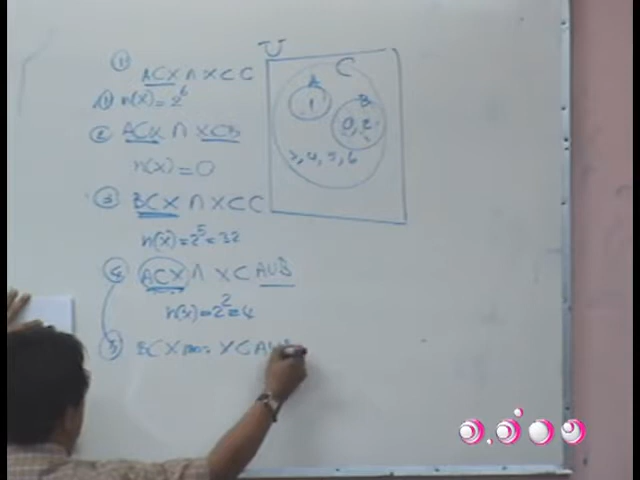 ① A⊂X ∩ X⊂C
n(x)=2⁶
② A⊂X ∩ X⊂B
n(x)=0
③ B⊂X ∩ X⊂C
n(x)=2⁵=32
④ A⊂X ∩ X⊂A∪B
n(x)=2²=4
⑤ B⊂X X⊂A∪
U
C
A
1
B
0,2
3,4,5,6